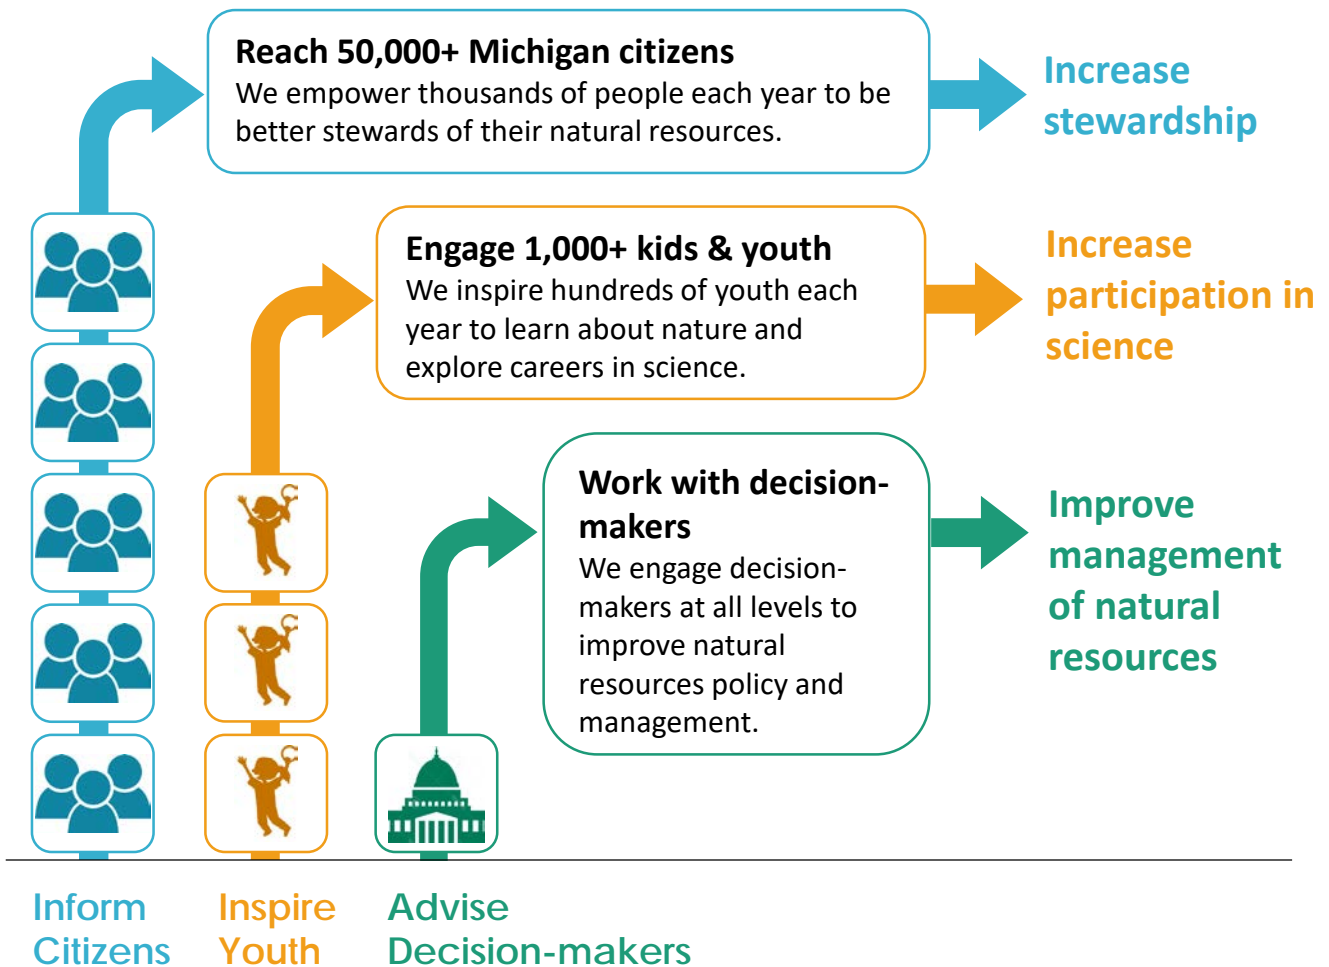 Reach 50,000+ Michigan citizens
We empower thousands of people each year to be
better stewards of their natural resources.
Increase
stewardship
Engage 1,000+ kids & youth
We inspire hundreds of youth each
year to learn about nature and
explore careers in science.
Increase
participation in
science
Work with decision-
makers
We engage decision-
makers at all levels to
improve natural
resources policy and
management.
Improve
management
of natural
resources
Inform
Citizens
Inspire
Youth
Advise
Decision-makers